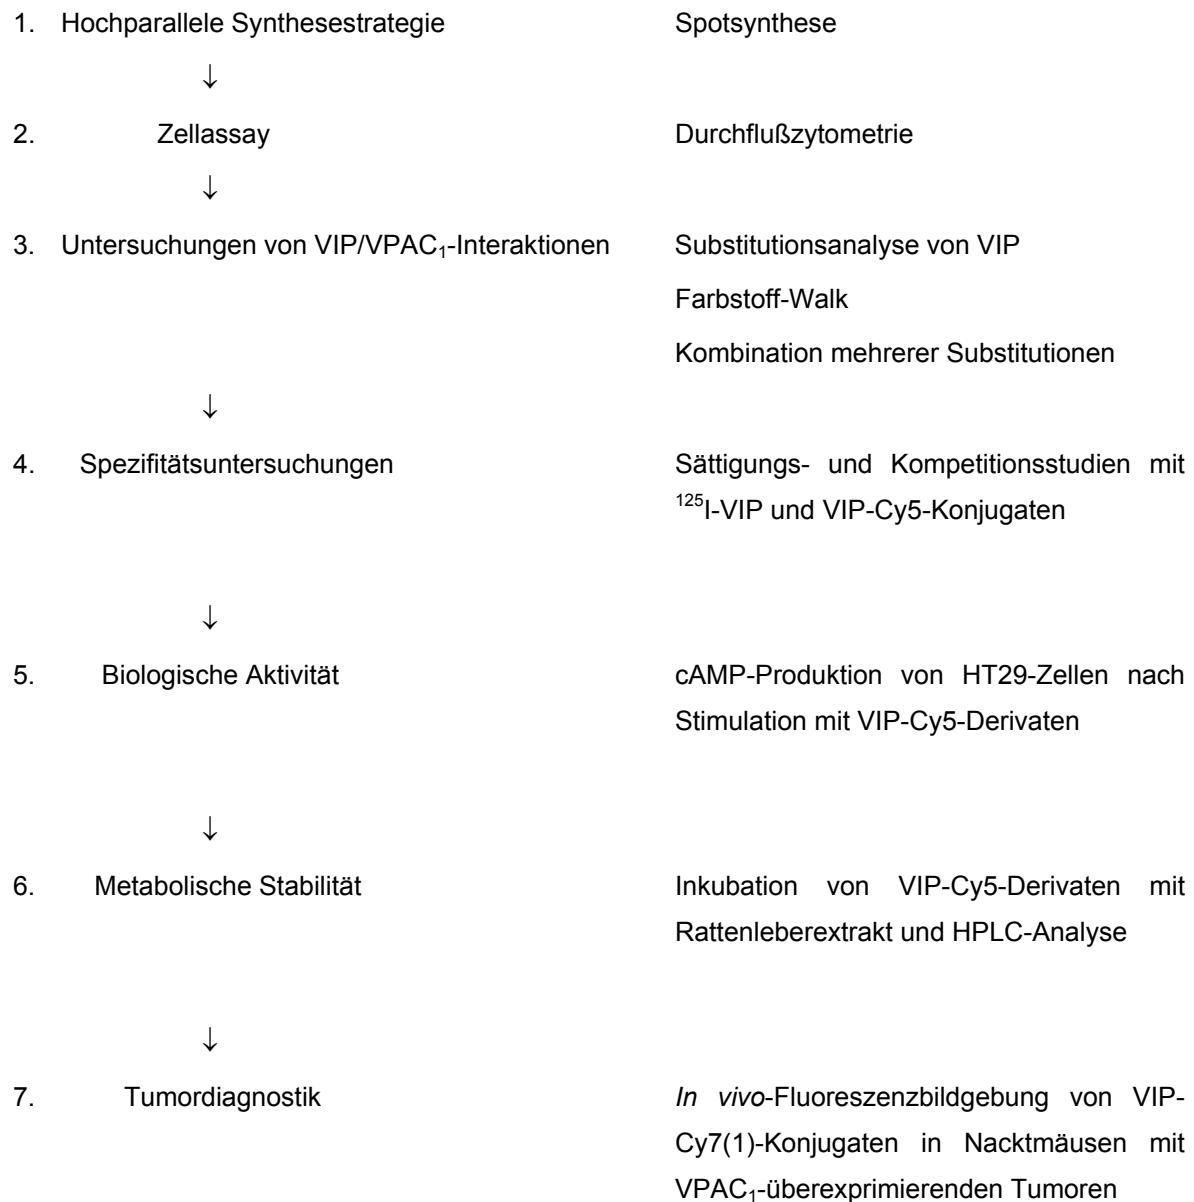 1. Hochparallele Synthesestrategie Spotsynthese
↓
2. Zellassay Durchflußzytometrie
↓
3. Untersuchungen von VIP/VPAC₁-Interaktionen Substitutionsanalyse von VIP
Farbstoff-Walk
Kombination mehrerer Substitutionen
↓
4. Spezifitätsuntersuchungen Sättigungs- und Kompetitionsstudien mit
¹²⁵I-VIP und VIP-Cy5-Konjugaten
↓
5. Biologische Aktivität cAMP-Produktion von HT29-Zellen nach
Stimulation mit VIP-Cy5-Derivaten
↓
6. Metabolische Stabilität Inkubation von VIP-Cy5-Derivaten mit
Rattenleberextrakt und HPLC-Analyse
↓
7. Tumordiagnostik In vivo-Fluoreszenzbildgebung von VIP-
Cy7(1)-Konjugaten in Nacktmäusen mit
VPAC₁-überexprimierenden Tumoren